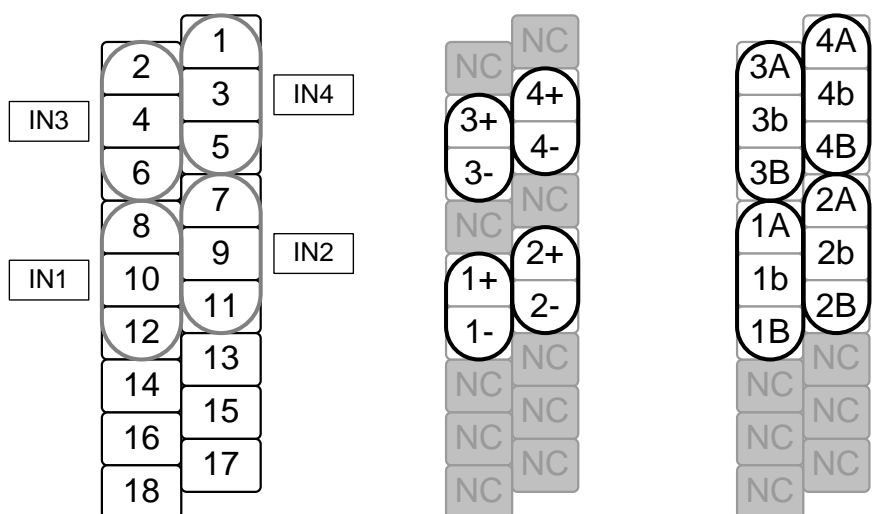 1
2
3
4
5
6
7
8
9
10
11
12
13
14
15
16
17
18
IN3
IN4
IN1
IN2
NC
NC
4+
3+
4-
3-
NC
NC
2+
1+
2-
1-
NC
NC
NC
NC
NC
NC
4A
3A
4b
3b
4B
3B
2A
1A
2b
1b
2B
1B
NC
NC
NC
NC
NC
NC